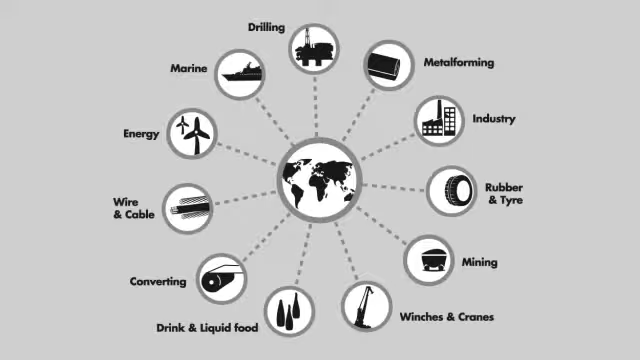 Drilling
Metalforming
Marine
Industry
Energy
Rubber
& Tyre
Wire
& Cable
Mining
Converting
Winches & Cranes
Drink & Liquid food